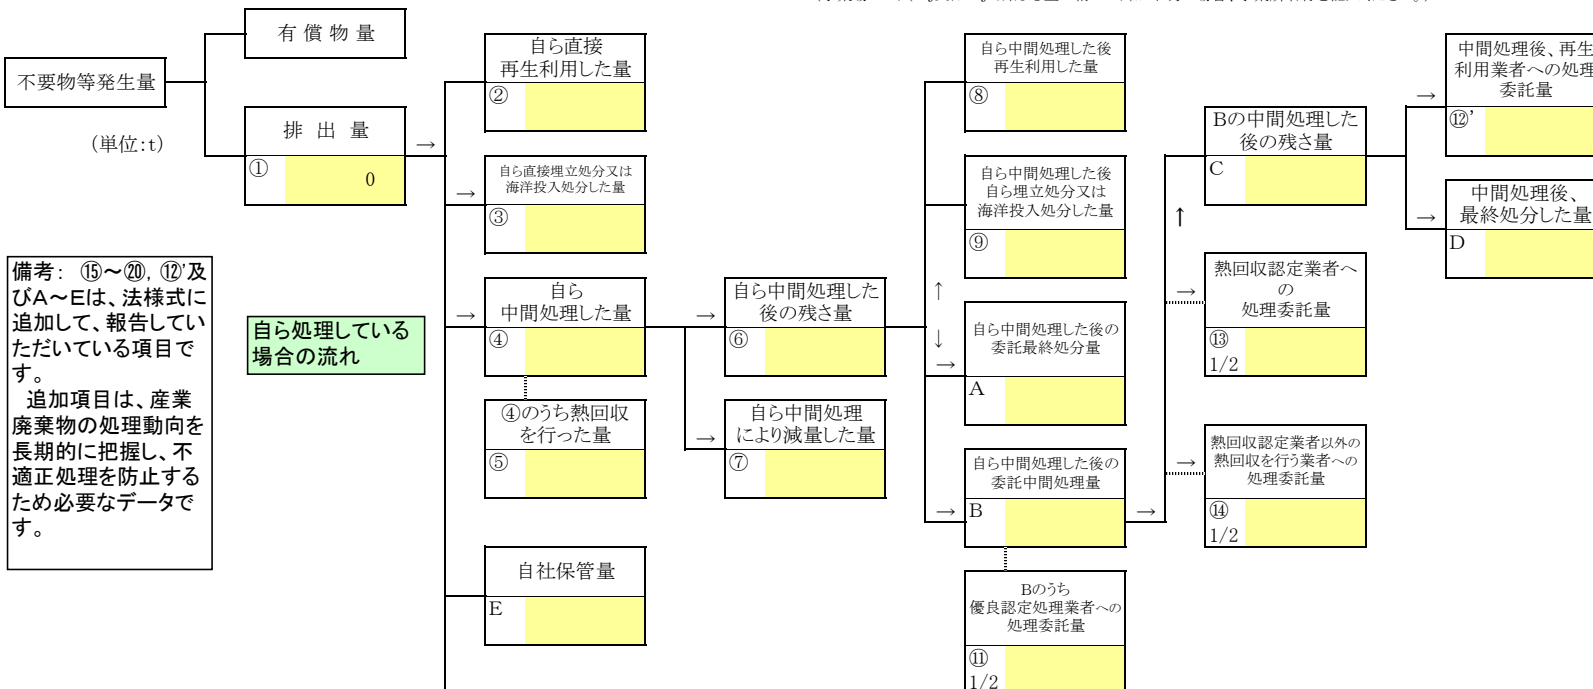 不要物等発生量
有 償 物 量
(単位:t)
排 出 量
①
0
→
備考: ⑮～⑳, ⑫'及
びA～Eは、法様式に
追加して、報告してい
ただいている項目で
す。
追加項目は、産業
廃棄物の処理動向を
長期的に把握し、不
適正処理を防止する
ため必要なデータで
す。
自ら処理している
場合の流れ
自ら直接
再生利用した量
②
→
自ら直接埋立処分又は
海洋投入処分した量
③
→
自ら
中間処理した量
④
④のうち熱回収
を行った量
⑤
自社保管量
E
→
自ら中間処理した
後の残さ量
⑥
→
自ら中間処理
により減量した量
⑦
自ら中間処理した後
再生利用した量
⑧
自ら中間処理した後
自ら埋立処分又は
海洋投入処分した量
⑨
↑
↓
→
自ら中間処理した後の
委託最終処分量
A
自ら中間処理した後の
委託中間処理量
→
B
→
Bのうち
優良認定処理業者への
処理委託量
⑪
1/2
Bの中間処理した
後の残さ量
C
↑
→
熱回収認定業者へ
の
処理委託量
⑬
1/2
→
熱回収認定業者以外の
熱回収を行う業者への
処理委託量
⑭
1/2
→
中間処理後、再生
利用業者への処理
委託量
⑫'
→
中間処理後、
最終処分した量
D